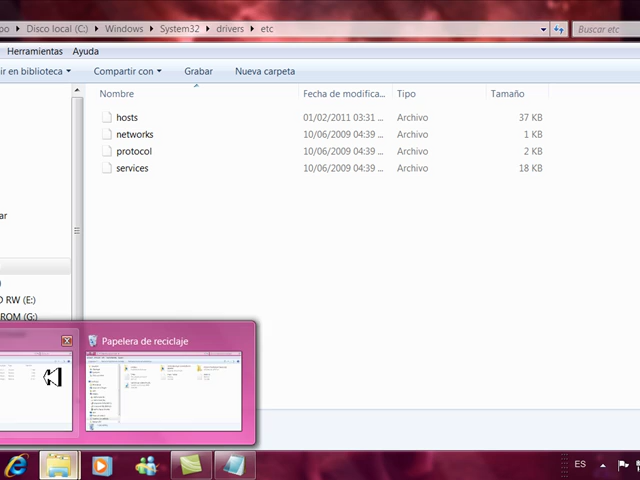 po ▸ Disco local (C:) ▸ Windows ▸ System32 ▸ drivers ▸ etc
Buscar etc
Herramientas Ayuda
ir en biblioteca Compartir con Grabar Nueva carpeta
Nombre Fecha de modifica... Tipo Tamaño
hosts 01/02/2011 03:31 ... Archivo 37 KB
networks 10/06/2009 04:39 ... Archivo 1 KB
protocol 10/06/2009 04:39 ... Archivo 2 KB
services 10/06/2009 04:39 ... Archivo 18 KB
ar
D RW (E:)
ROM (G:)
Papelera de reciclaje
ES